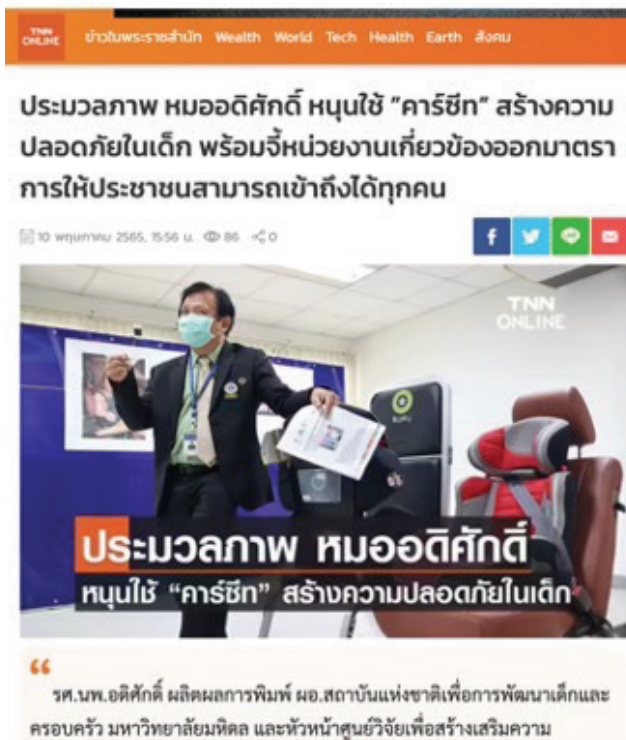 TNN
ONLINE
ข่าวในพระราชสำนัก Wealth World Tech Health Earth สังคม
ประมวลภาพ หมออดิศักดิ์ หนุนใช้ "คาร์ซีท" สร้างความ
ปลอดภัยในเด็ก พร้อมจี้หน่วยงานเกี่ยวข้องออกมาตรา
การให้ประชาชนสามารถเข้าถึงได้ทุกคน
10 พฤษภาคม 2565, 15:56 น. 86 0
TNN
ONLINE
ประมวลภาพ หมออดิศักดิ์
หนุนใช้ "คาร์ซีท" สร้างความปลอดภัยในเด็ก
“
รศ.นพ.อดิศักดิ์ ผลิตผลการพิมพ์ ผอ.สถาบันแห่งชาติเพื่อการพัฒนาเด็กและ
ครอบครัว มหาวิทยาลัยมหิดล และหัวหน้าศูนย์วิจัยเพื่อสร้างเสริมความ